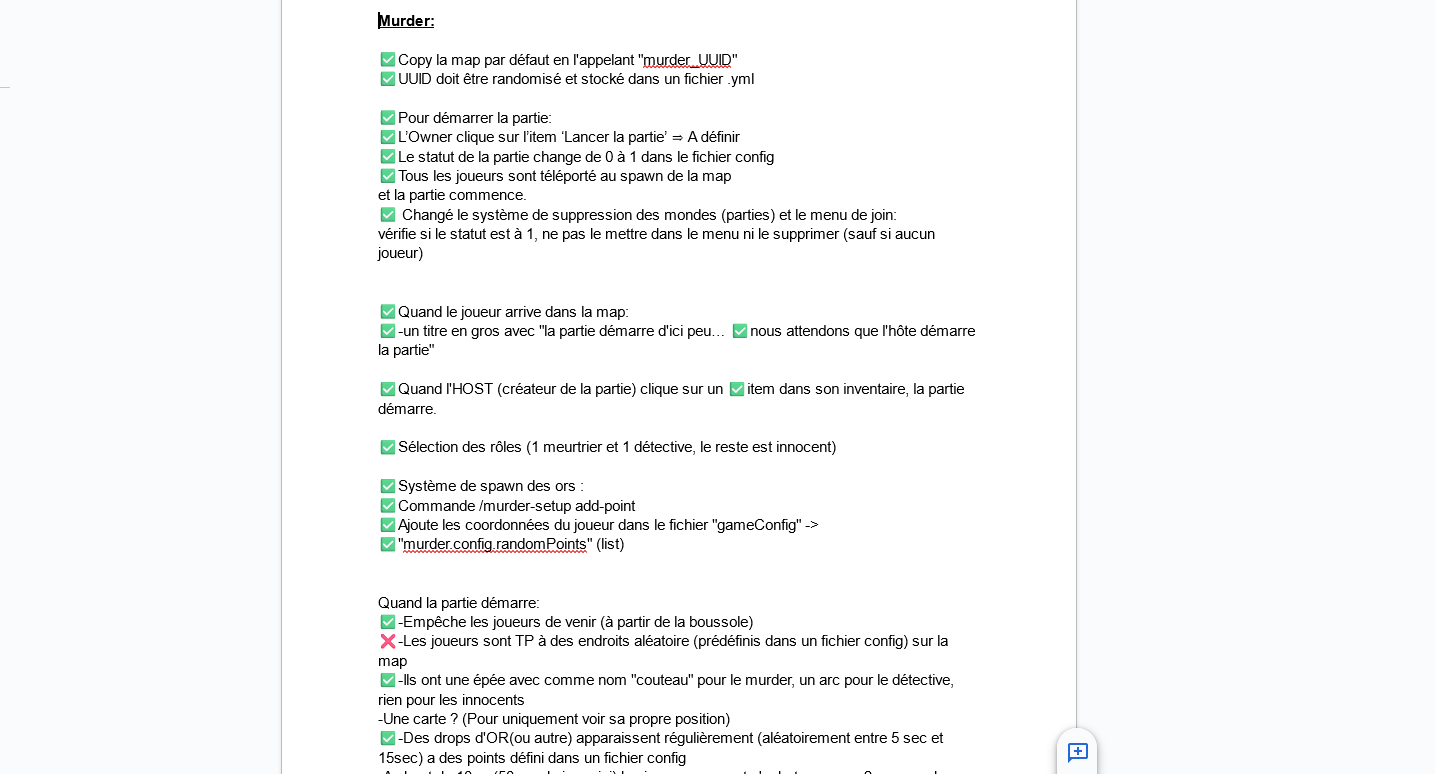 Murder:
✅Copy la map par défaut en l'appelant "murder_UUID"
✅UUID doit être randomisé et stocké dans un fichier .yml
✅Pour démarrer la partie:
✅L’Owner clique sur l’item ‘Lancer la partie’ ⇒ A définir
✅Le statut de la partie change de 0 à 1 dans le fichier config
✅Tous les joueurs sont téléporté au spawn de la map
et la partie commence.
✅ Changé le système de suppression des mondes (parties) et le menu de join:
vérifie si le statut est à 1, ne pas le mettre dans le menu ni le supprimer (sauf si aucun
joueur)
✅Quand le joueur arrive dans la map:
✅-un titre en gros avec "la partie démarre d'ici peu… ✅nous attendons que l'hôte démarre
la partie"
✅Quand l'HOST (créateur de la partie) clique sur un ✅item dans son inventaire, la partie
démarre.
✅Sélection des rôles (1 meurtrier et 1 détective, le reste est innocent)
✅Système de spawn des ors :
✅Commande /murder-setup add-point
✅Ajoute les coordonnées du joueur dans le fichier "gameConfig" ->
✅"murder.config.randomPoints" (list)
Quand la partie démarre:
✅-Empêche les joueurs de venir (à partir de la boussole)
❌-Les joueurs sont TP à des endroits aléatoire (prédéfinis dans un fichier config) sur la
map
✅-Ils ont une épée avec comme nom "couteau" pour le murder, un arc pour le détective,
rien pour les innocents
-Une carte ? (Pour uniquement voir sa propre position)
✅-Des drops d'OR(ou autre) apparaissent régulièrement (aléatoirement entre 5 sec et
15sec) a des points défini dans un fichier config